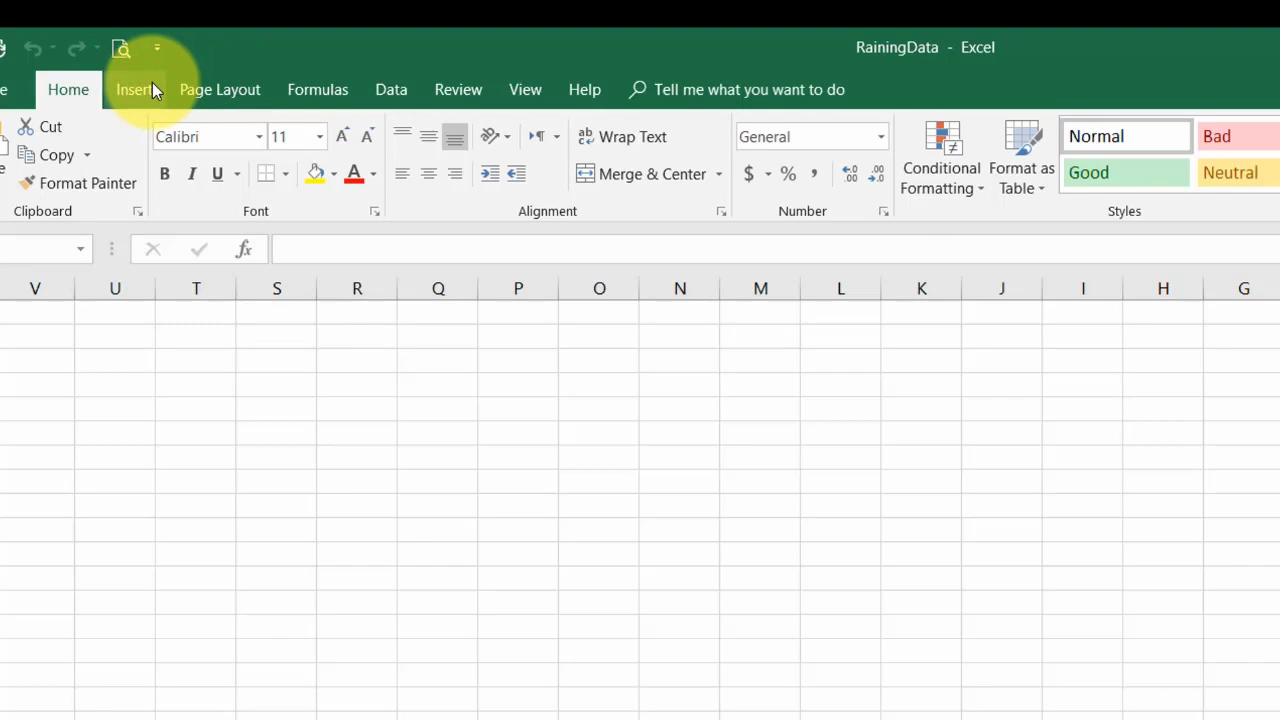 RainingData - Excel
Home Insert Page Layout Formulas Data Review View Help Tell me what you want to do
Cut
Copy
Format Painter
Clipboard
Calibri 11
B I U A
Font
ab Wrap Text
Merge & Center
Alignment
General
$ % ,
Number
Conditional Formatting
Format as Table
Normal Bad
Good Neutral
Styles
fx
V U T S R Q P O N M L K J I H G